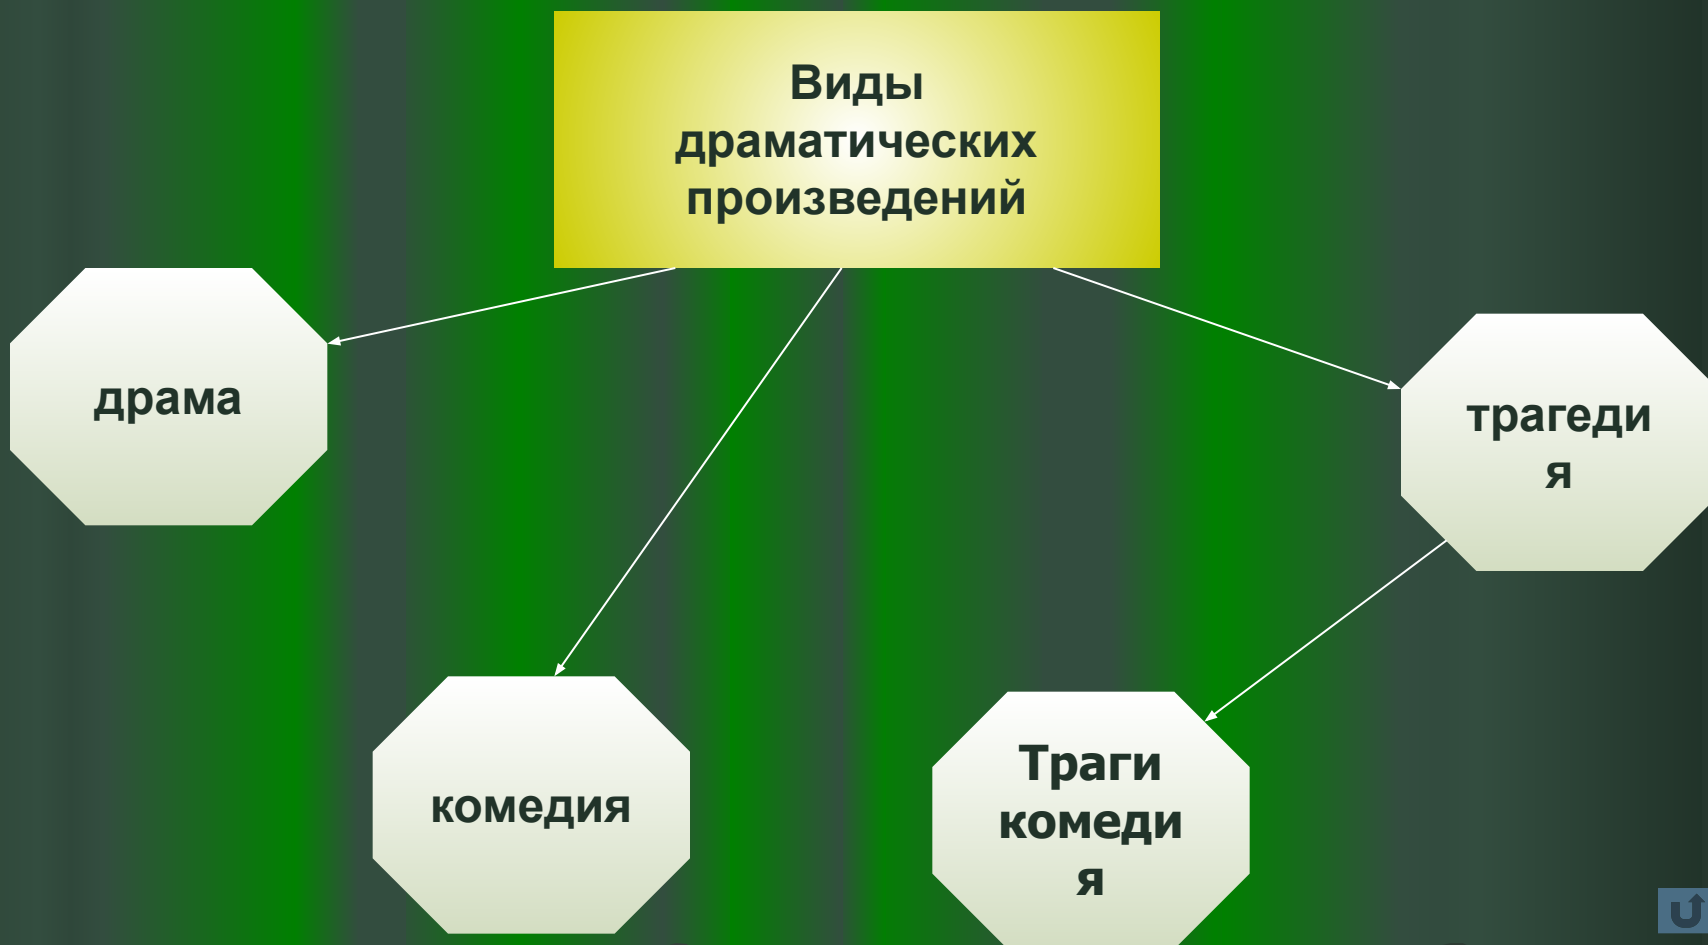 Виды
драматических
произведений
драма
трагеди
я
комедия
Траги
комеди
я